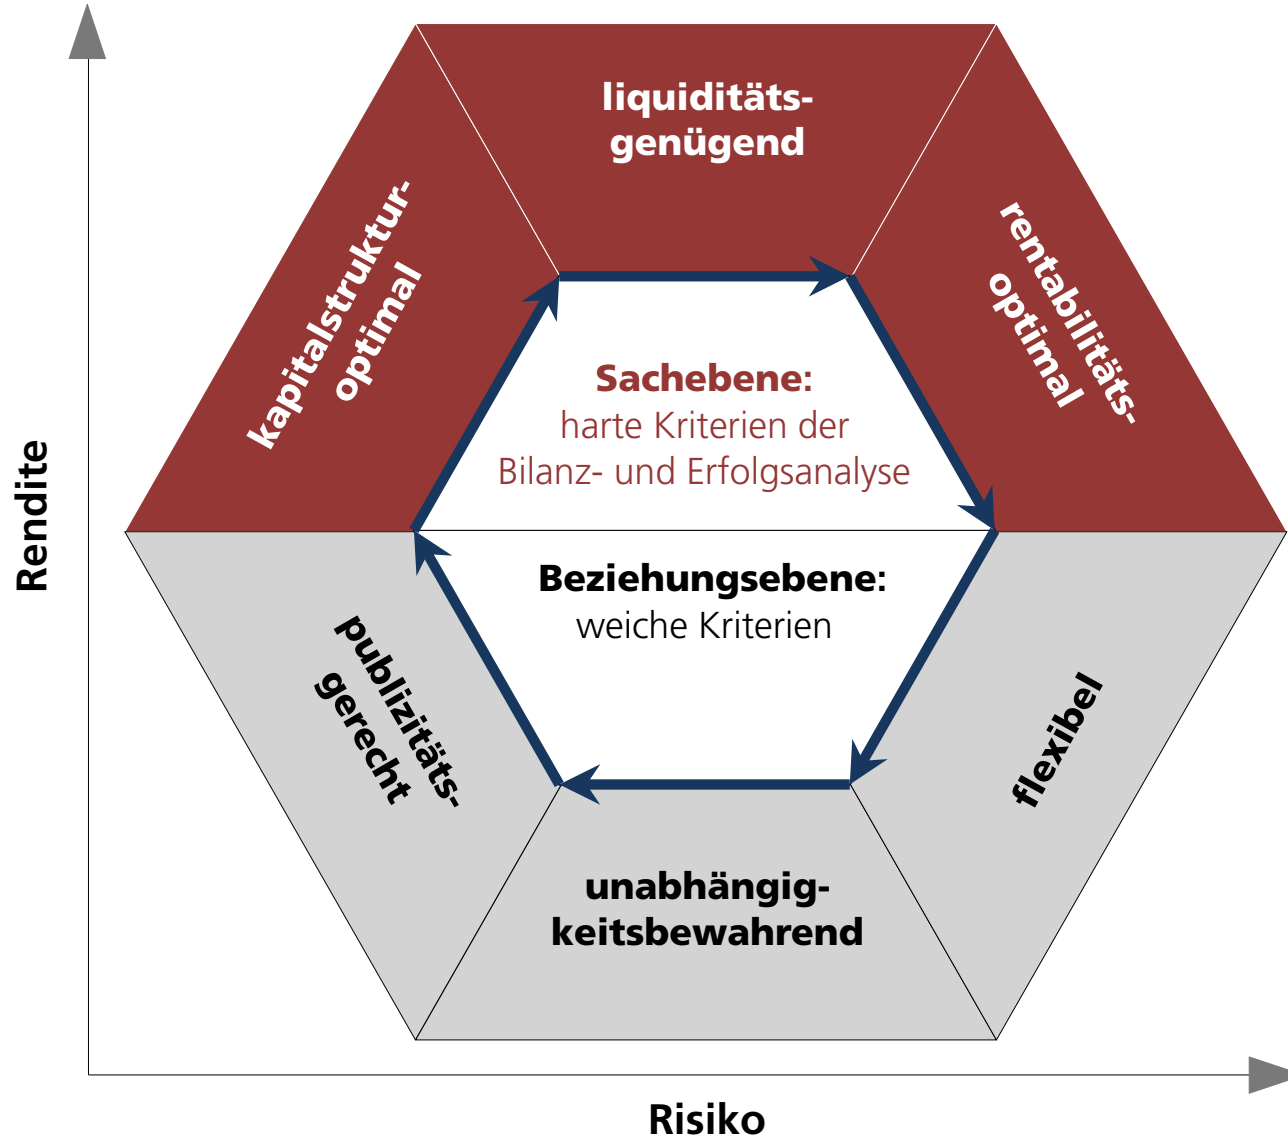 liquiditäts-
genügend
kapitalstruktur-
optimal
rentabilitäts-
optimal
Sachebene:
harte Kriterien der
Bilanz- und Erfolgsanalyse
Rendite
Beziehungsebene:
weiche Kriterien
publizitäts-
gerecht
flexibel
unabhängig-
keitsbewahrend
Risiko